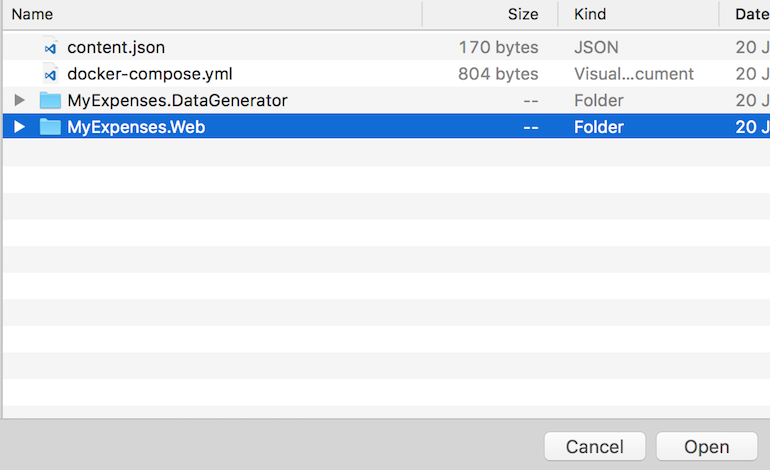 Name Size Kind Date
content.json 170 bytes JSON 20 J
docker-compose.yml 804 bytes Visual...cument 20 J
MyExpenses.DataGenerator -- Folder 20 J
MyExpenses.Web -- Folder 20 J
Cancel Open